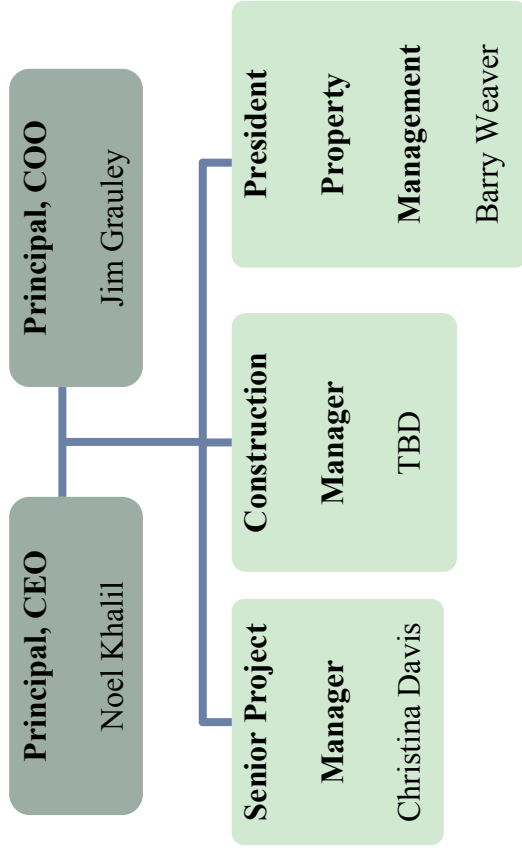 Principal, CEO
Noel Khalil
Principal, COO
Jim Grauley
Senior Project
Manager
Christina Davis
Construction
Manager
TBD
President
Property
Management
Barry Weaver